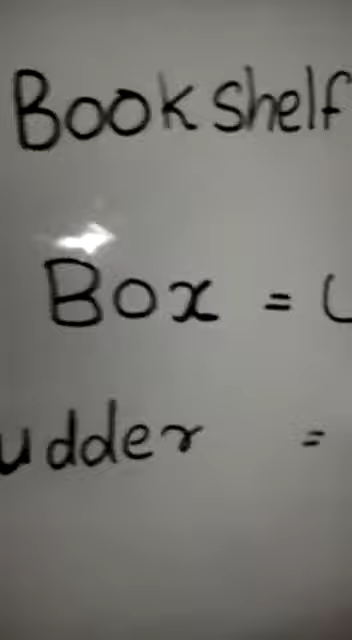 Bookshelf
Box =
udder =